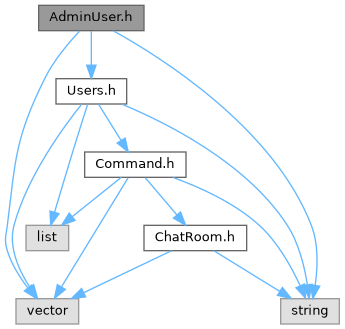 AdminUser.h
Users.h
Command.h
list
ChatRoom.h
vector
string